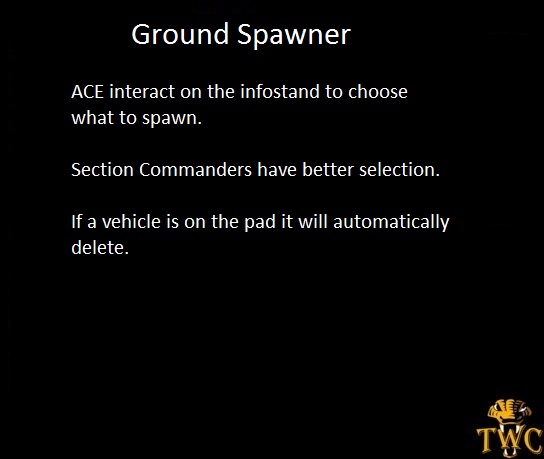 Ground Spawner
ACE interact on the infostand to choose
what to spawn.
Section Commanders have better selection.
If a vehicle is on the pad it will automatically
delete.
TWC